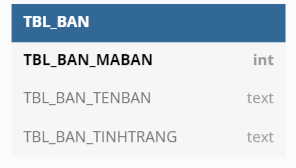 TBL_BAN
TBL_BAN_MABAN int
TBL_BAN_TENBAN text
TBL_BAN_TINHTRANG text